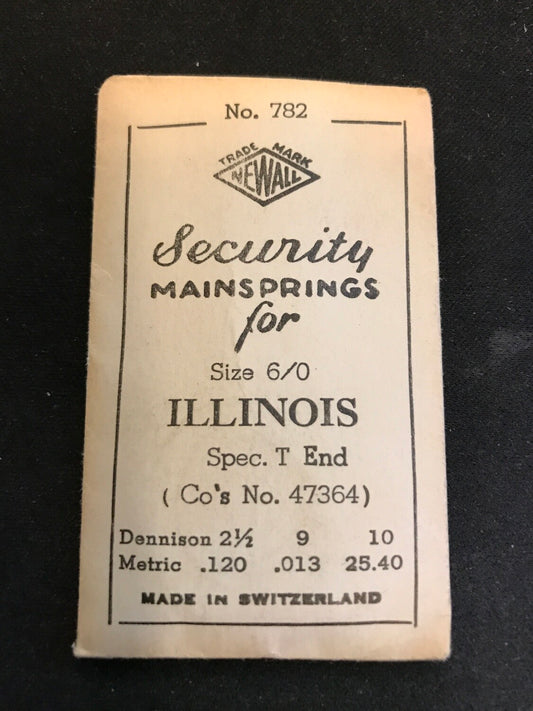 No. 782
TRADE MARK
NEWALL
Security
MAINSPRINGS
for
Size 6/0
ILLINOIS
Spec. T End
( Co's No. 47364)
Dennison 2½ 9 10
Metric .120 .013 25.40
MADE IN SWITZERLAND